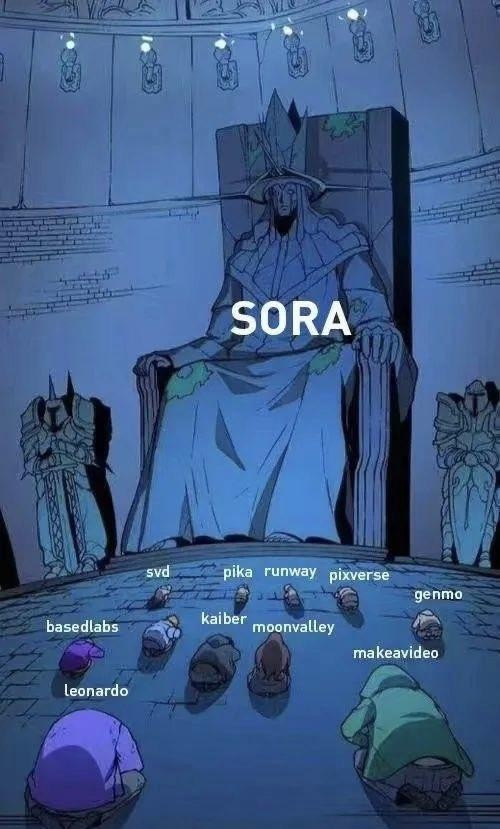 SORA
svd
pika
runway
pixverse
genmo
basedlabs
kaiber
moonvalley
makeavideo
leonardo